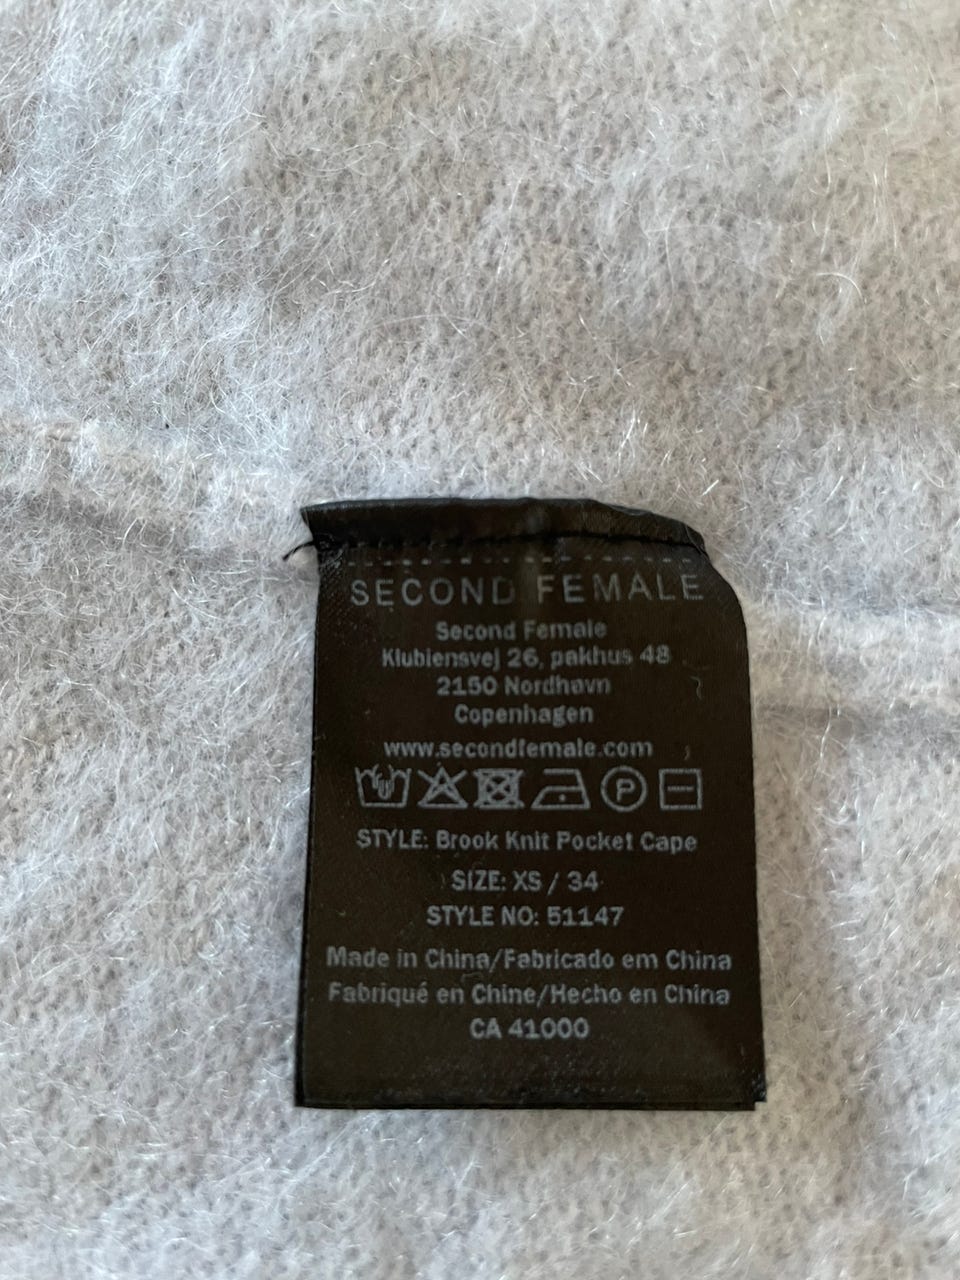 SECOND FEMALE
Second Female
Klubiensvej 26, pakhus 48
2150 Nordhavn
Copenhagen
www.secondfemale.com
P
STYLE: Brook Knit Pocket Cape
SIZE: XS / 34
STYLE NO: 51147
Made in China/Fabricado em China
Fabriqué en Chine/Hecho en China
CA 41000